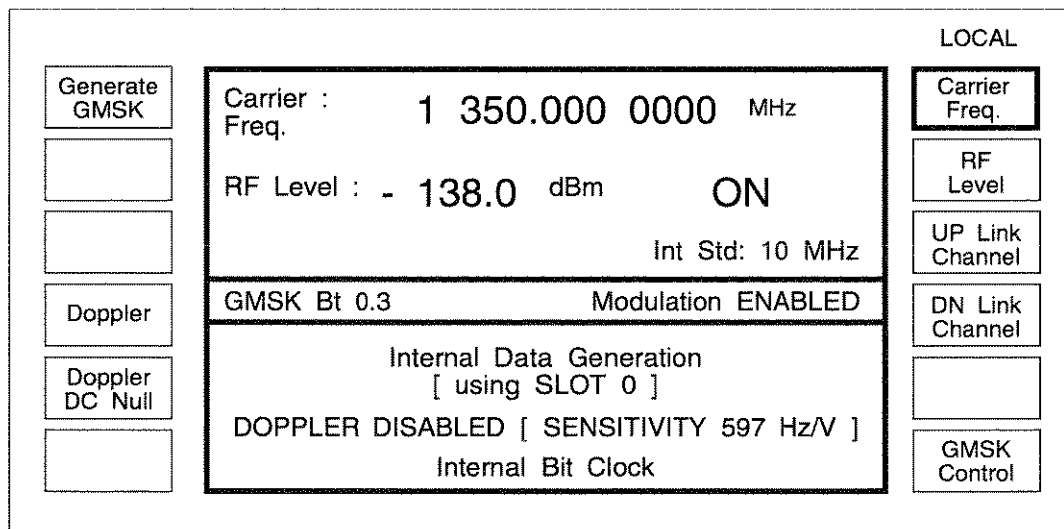 LOCAL
Generate
GMSK
Doppler
Doppler
DC Null
Carrier :
Freq.
1 350.000 0000 MHz
RF Level : - 138.0 dBm ON
Int Std: 10 MHz
GMSK Bt 0.3 Modulation ENABLED
Internal Data Generation
[ using SLOT 0 ]
DOPPLER DISABLED [ SENSITIVITY 597 Hz/V ]
Internal Bit Clock
Carrier
Freq.
RF
Level
UP Link
Channel
DN Link
Channel
GMSK
Control